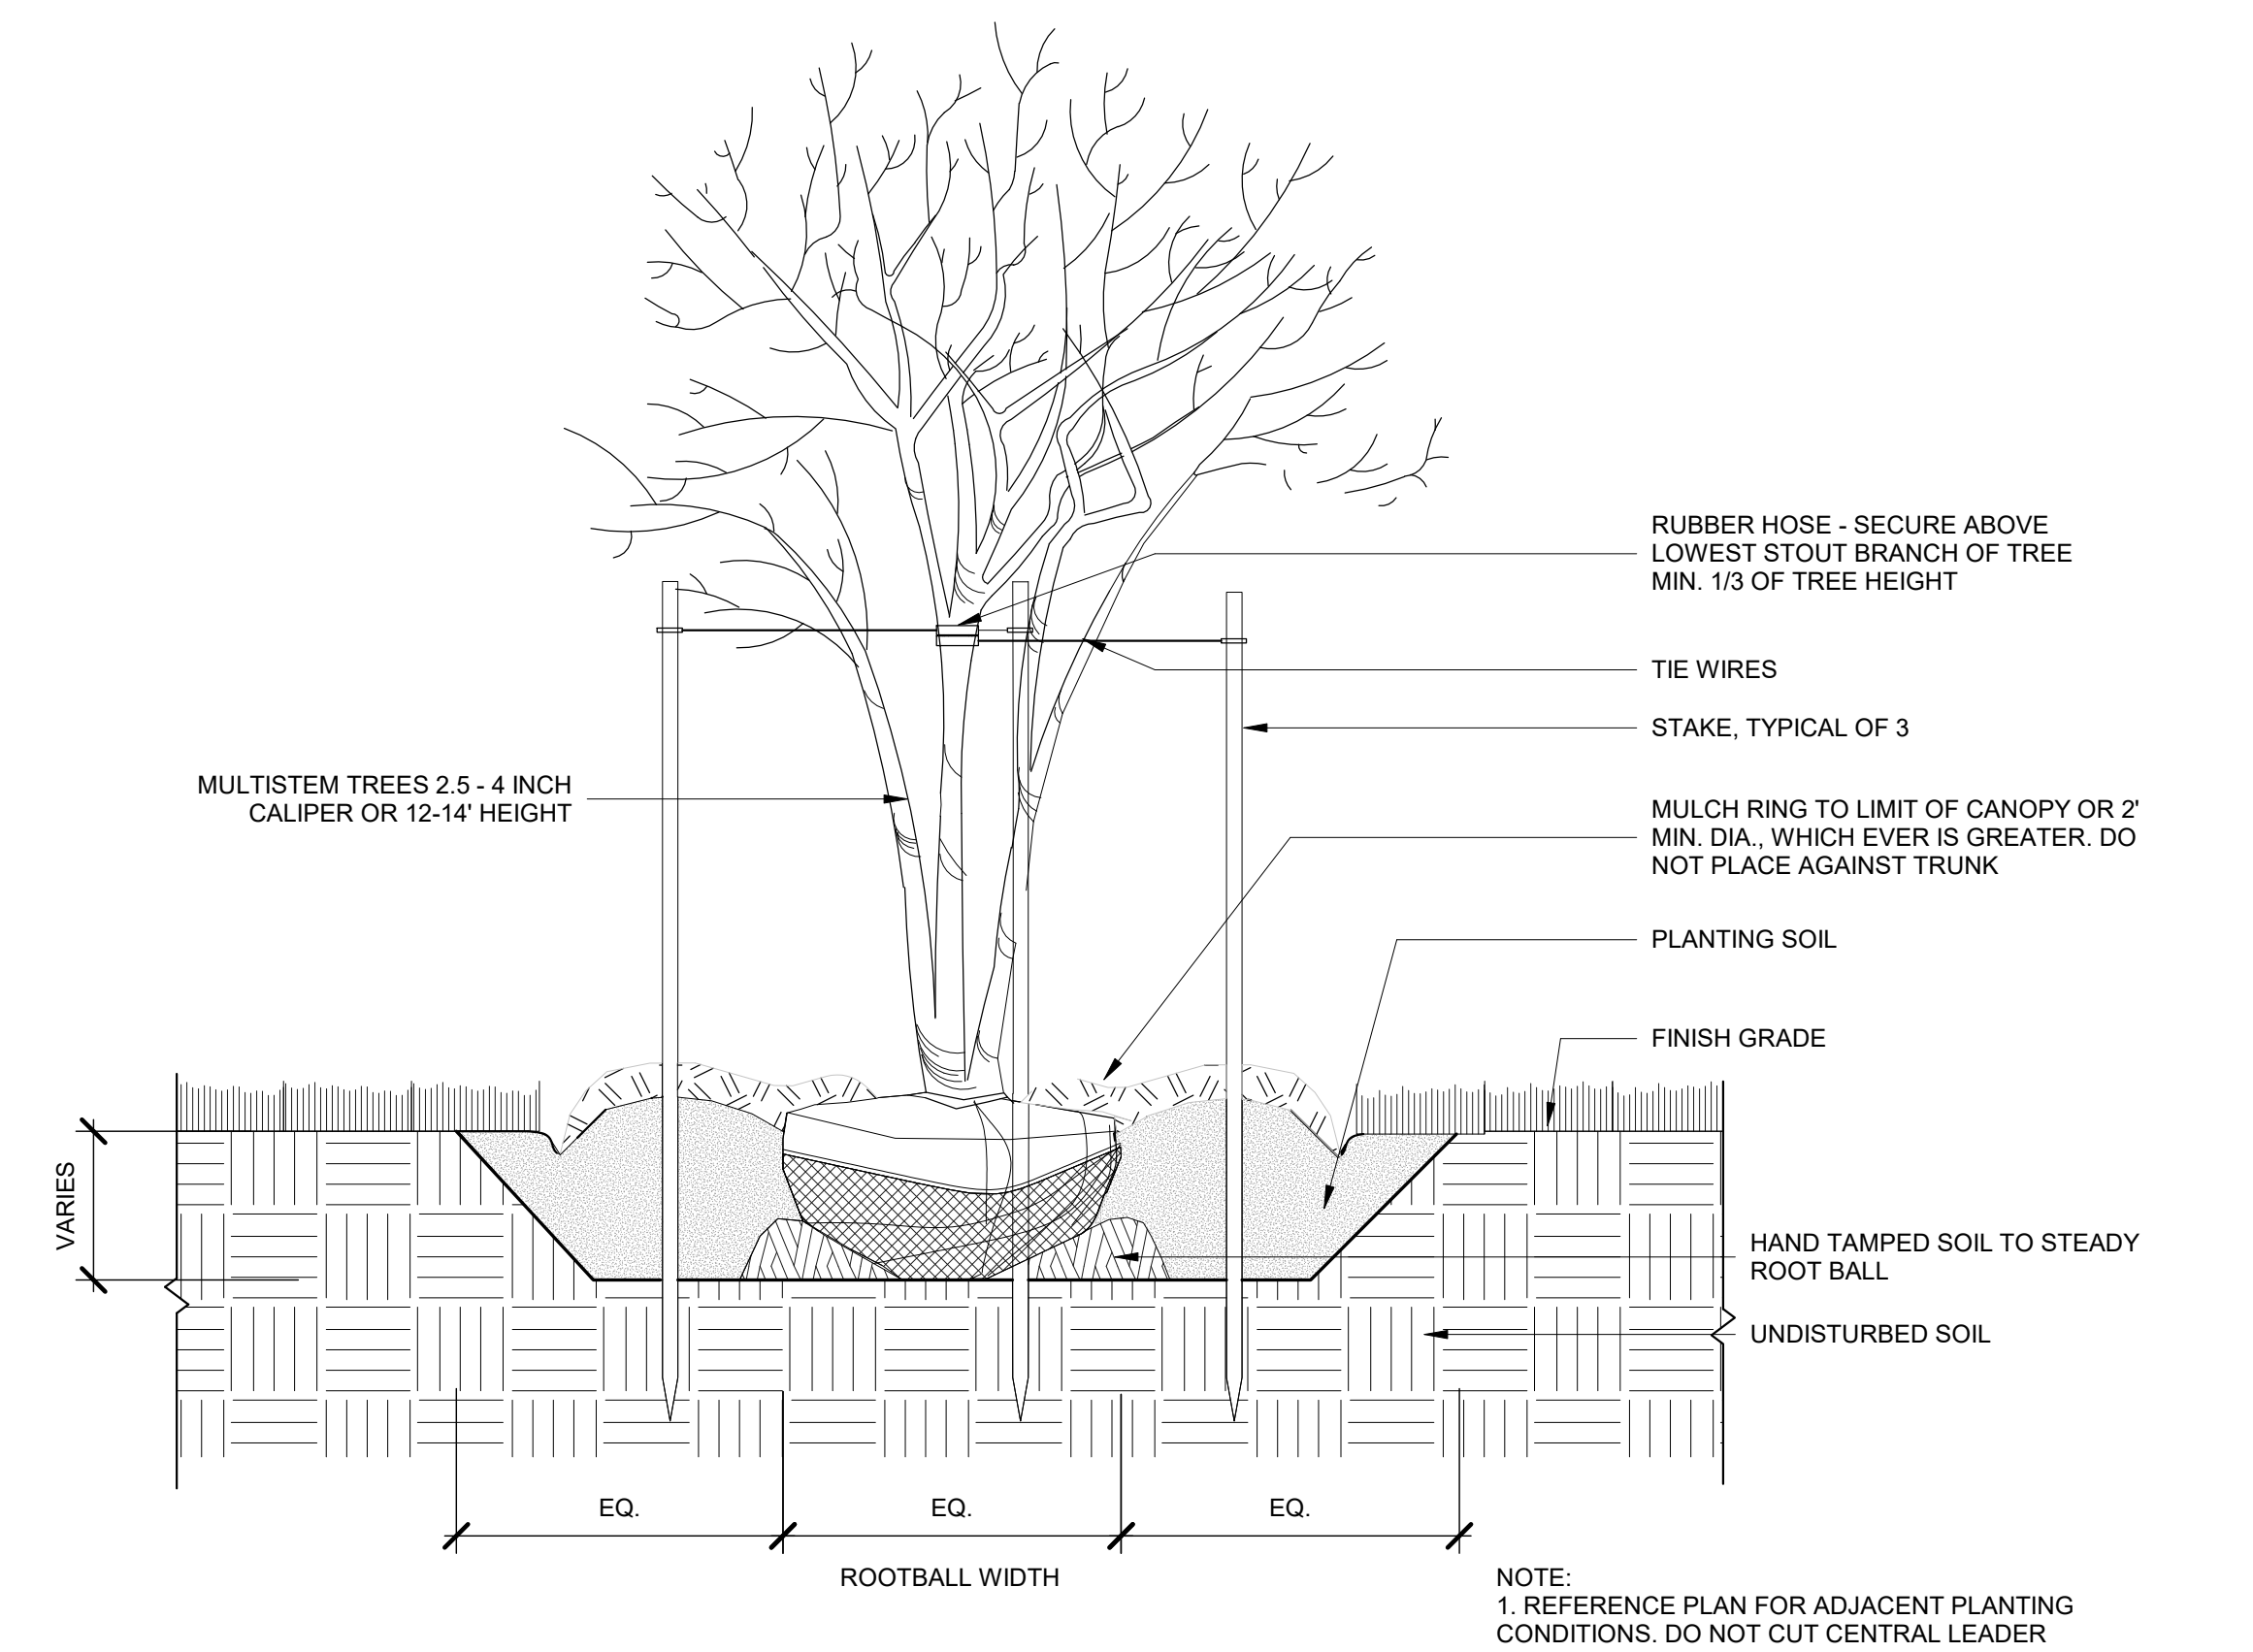 RUBBER HOSE - SECURE ABOVE
LOWEST STOUT BRANCH OF TREE
MIN. 1/3 OF TREE HEIGHT
TIE WIRES
STAKE, TYPICAL OF 3
MULTISTEM TREES 2.5 - 4 INCH
CALIPER OR 12-14' HEIGHT
MULCH RING TO LIMIT OF CANOPY OR 2'
MIN. DIA., WHICH EVER IS GREATER. DO
NOT PLACE AGAINST TRUNK
PLANTING SOIL
FINISH GRADE
VARIES
HAND TAMPED SOIL TO STEADY
ROOT BALL
UNDISTURBED SOIL
EQ.
EQ.
EQ.
ROOTBALL WIDTH
NOTE:
1. REFERENCE PLAN FOR ADJACENT PLANTING
CONDITIONS. DO NOT CUT CENTRAL LEADER